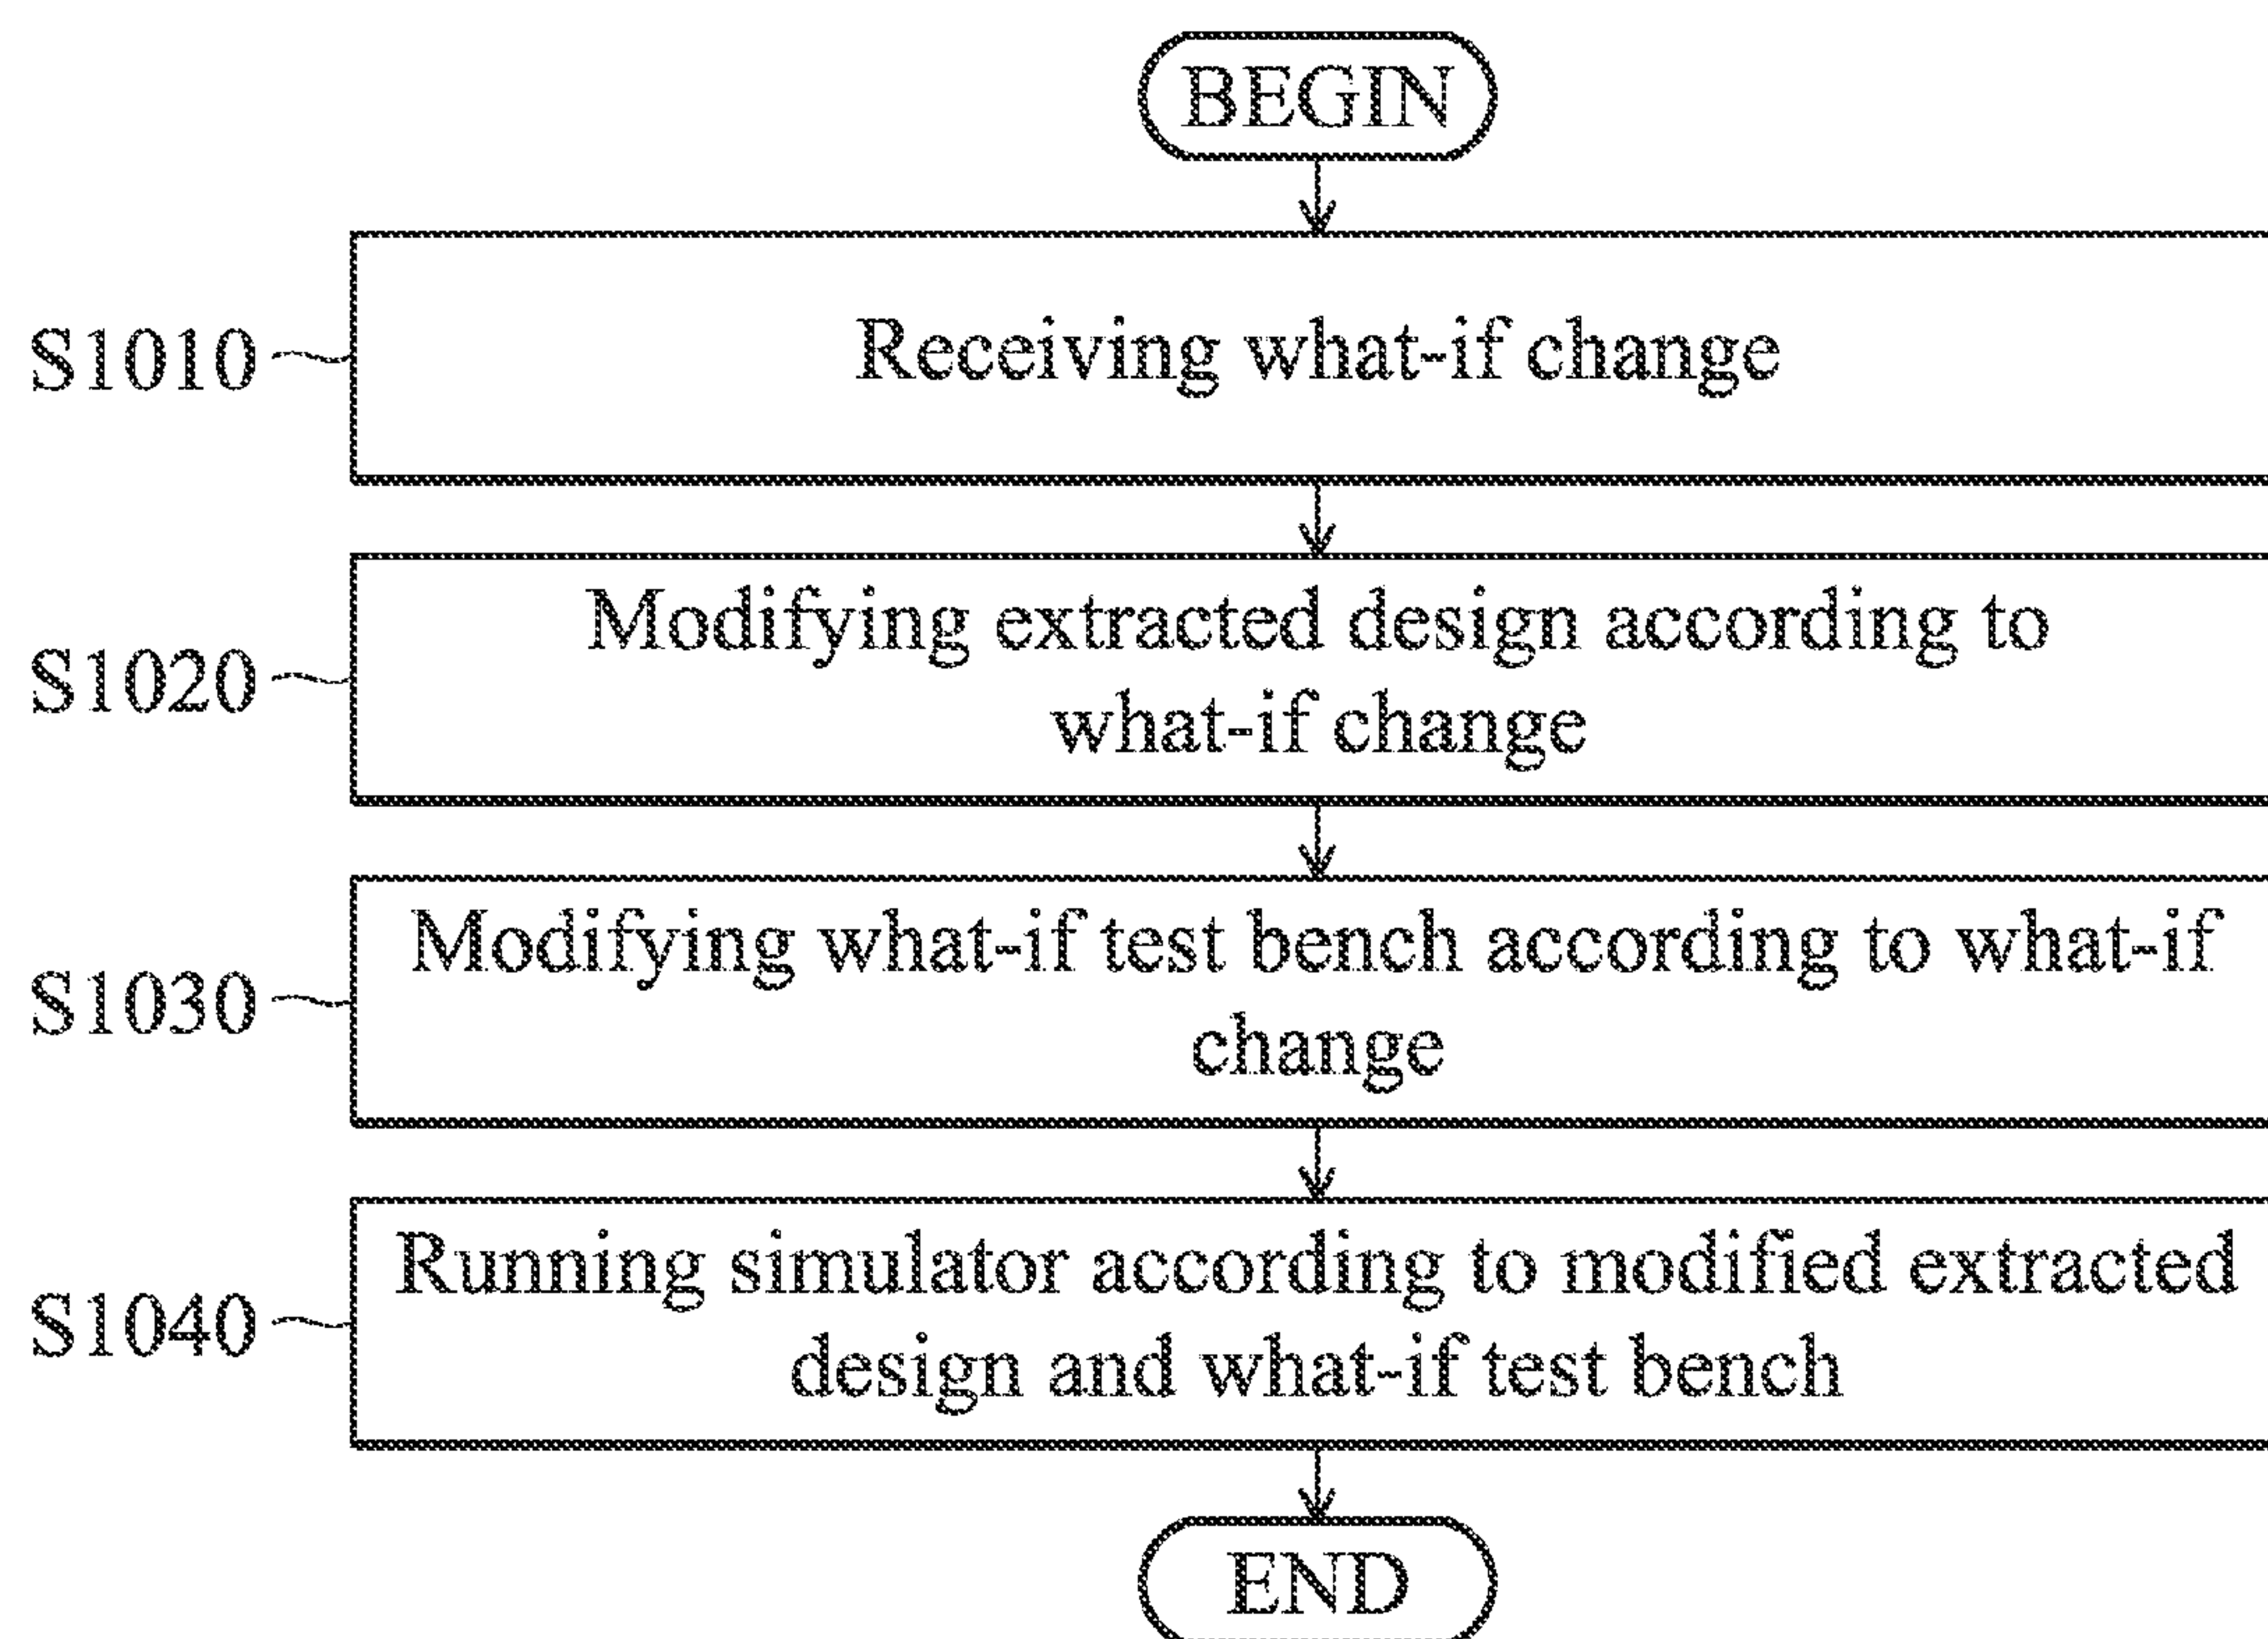 BEGIN
S1010
Receiving what-if change
S1020
Modifying extracted design according to
what-if change
S1030
Modifying what-if test bench according to what-if
change
S1040
Running simulator according to modified extracted
design and what-if test bench
END